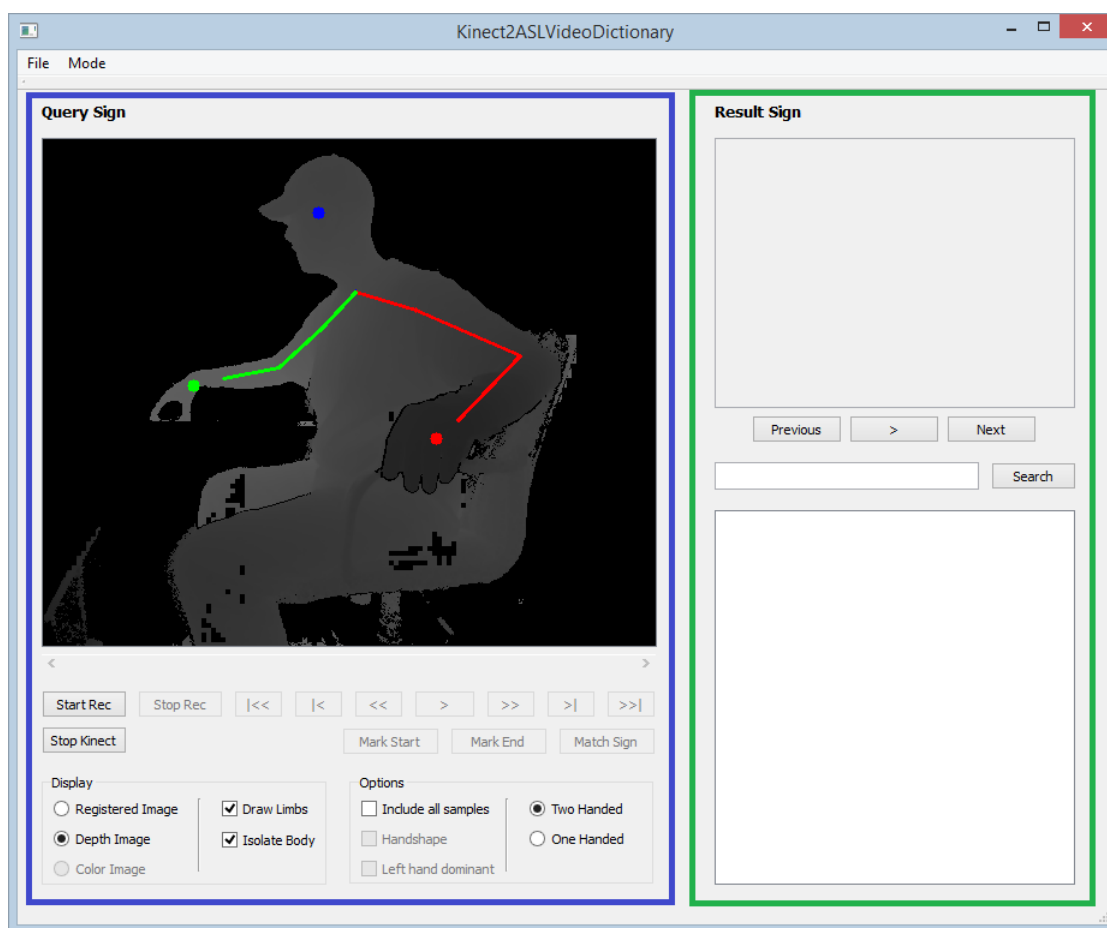 Kinect2ASLVideoDictionary
File Mode
Query Sign
< >
Start Rec Stop Rec |<< |< << > >> >| >>|
Stop Kinect Mark Start Mark End Match Sign
Display
Registered Image Draw Limbs
Depth Image Isolate Body
Color Image
Options
Include all samples Two Handed
Handshape One Handed
Left hand dominant
Result Sign
Previous > Next
Search